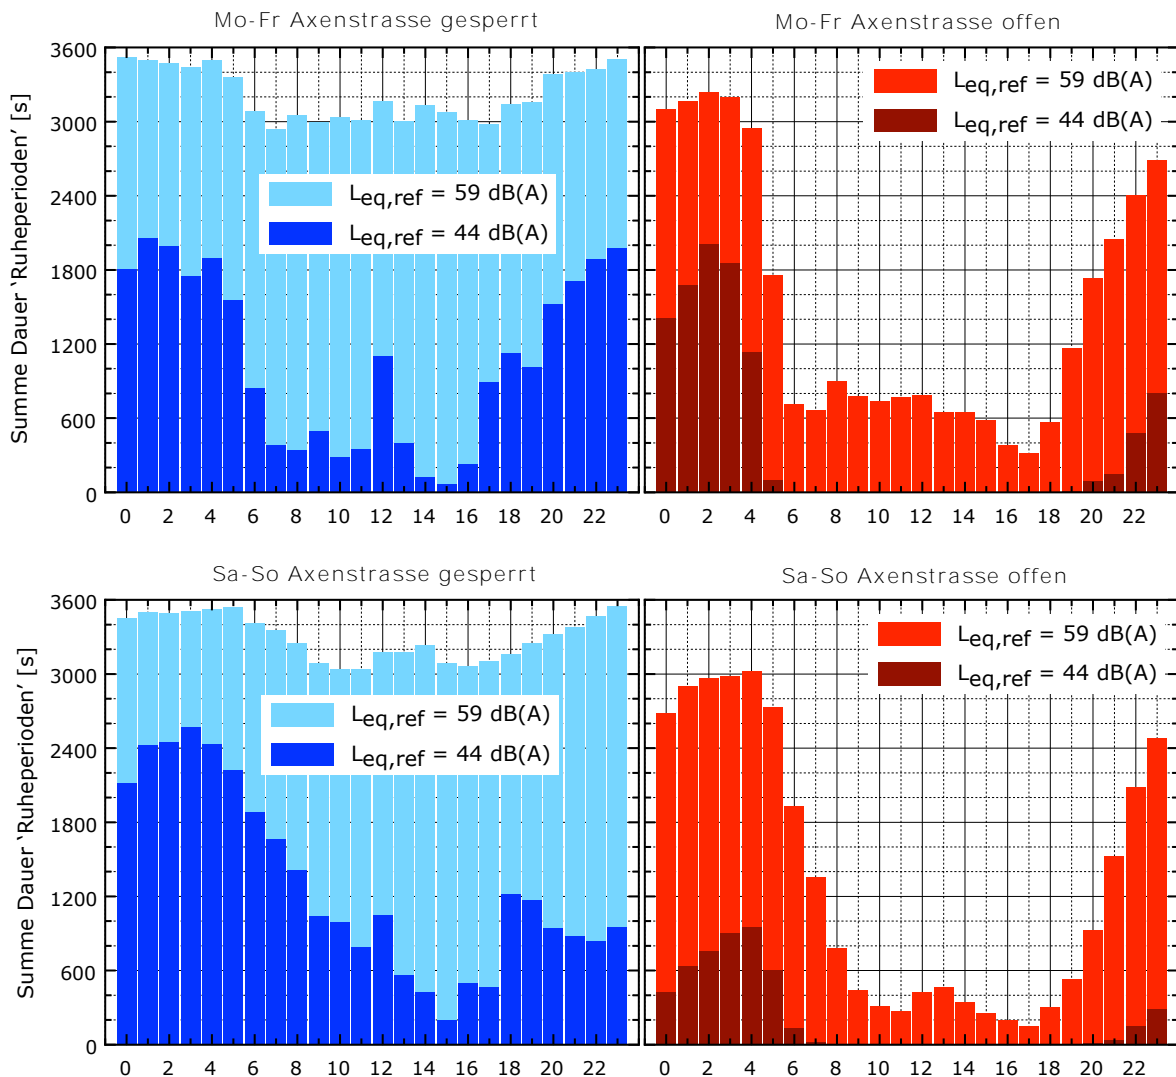 Mo-Fr Axenstrasse gesperrt
Mo-Fr Axenstrasse offen
Summe Dauer ‘Ruheperioden’ [s]
3600
3000
2400
1800
1200
600
0
Leq,ref = 59 dB(A)
Leq,ref = 44 dB(A)
Leq,ref = 59 dB(A)
Leq,ref = 44 dB(A)
0 2 4 6 8 10 12 14 16 18 20 22
0 2 4 6 8 10 12 14 16 18 20 22
Sa-So Axenstrasse gesperrt
Sa-So Axenstrasse offen
Summe Dauer ‘Ruheperioden’ [s]
3600
3000
2400
1800
1200
600
0
Leq,ref = 59 dB(A)
Leq,ref = 44 dB(A)
Leq,ref = 59 dB(A)
Leq,ref = 44 dB(A)
0 2 4 6 8 10 12 14 16 18 20 22
0 2 4 6 8 10 12 14 16 18 20 22